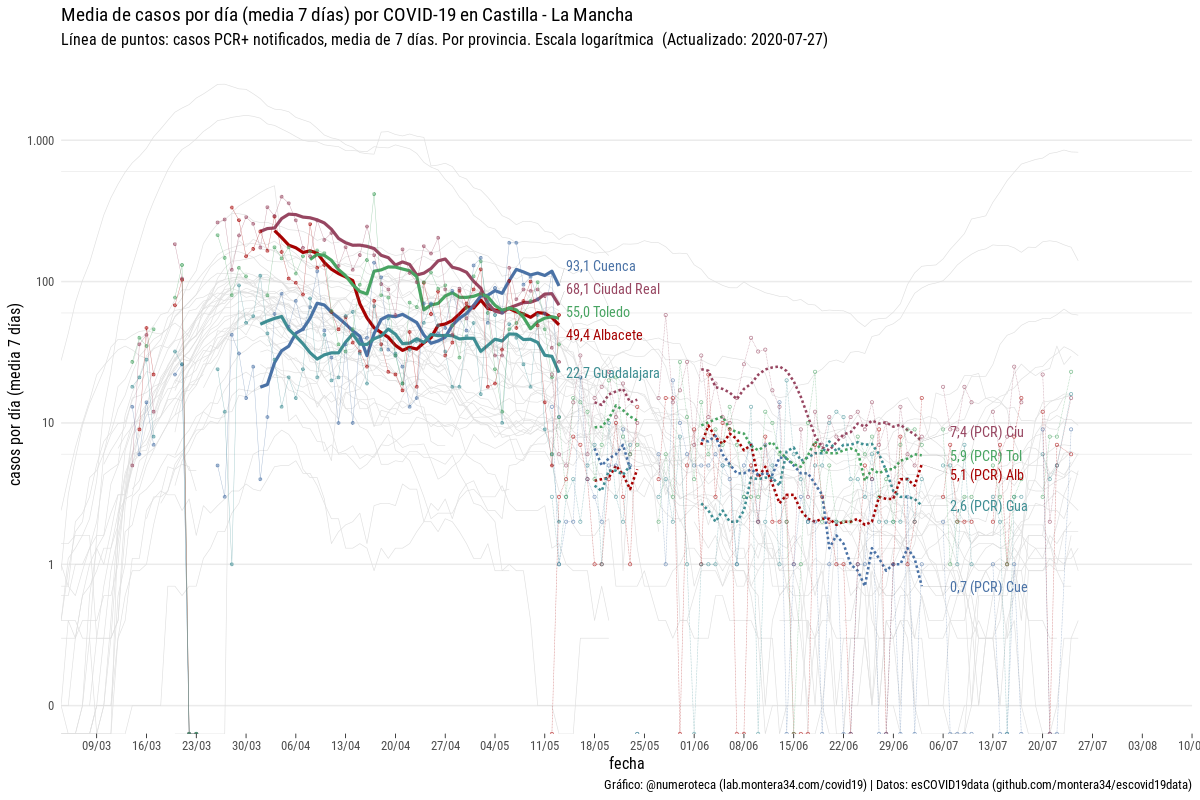 Media de casos por día (media 7 días) por COVID-19 en Castilla - La Mancha
Línea de puntos: casos PCR+ notificados, media de 7 días. Por provincia. Escala logarítmica (Actualizado: 2020-07-27)
casos por día (media 7 días)
1.000
100
10
1
0
93,1 Cuenca
68,1 Ciudad Real
55,0 Toledo
49,4 Albacete
22,7 Guadalajara
7,4 (PCR) Ciu
5,9 (PCR) Tol
5,1 (PCR) Alb
2,6 (PCR) Gua
0,7 (PCR) Cue
09/03 16/03 23/03 30/03 06/04 13/04 20/04 27/04 04/05 11/05 18/05 25/05 01/06 08/06 15/06 22/06 29/06 06/07 13/07 20/07 27/07 03/08 10/0
fecha
Gráfico: @numeroteca (lab.montera34.com/covid19) | Datos: esCOVID19data (github.com/montera34/escovid19data)